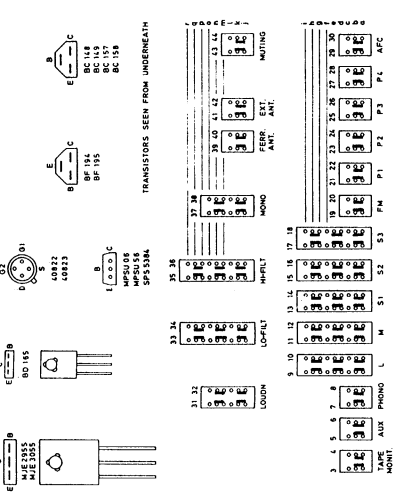 B
E C
BC 148
BC 149
BC 157
BC 158
E
B C
BF 194
BF 195
TRANSISTORS SEEN FROM UNDERNEATH
G2
G1
D
S
40822
40823
B
E C
MPSU 06
MPSU 56
SPS 5384
E B
BD 165
E B
MJE 2955
MJE 3055
r
q
p
o
n
m
l
k
j
31 32
LOUDN
33 34
LO-FILT
35 36
HI-FILT
37 38
MONO
39 40
FERR.
ANT.
41 42
EXT.
ANT.
43 44
MUTING
i
h
g
f
e
d
c
b
a
3 4
TAPE
MONIT.
5 6
AUX
7 8
PHONO
9 10
L
11 12
M
13 14
S1
15 16
S2
17 18
S3
19 20
FM
21 22
P1
23 24
P2
25 26
P3
27 28
P4
29 30
AFC